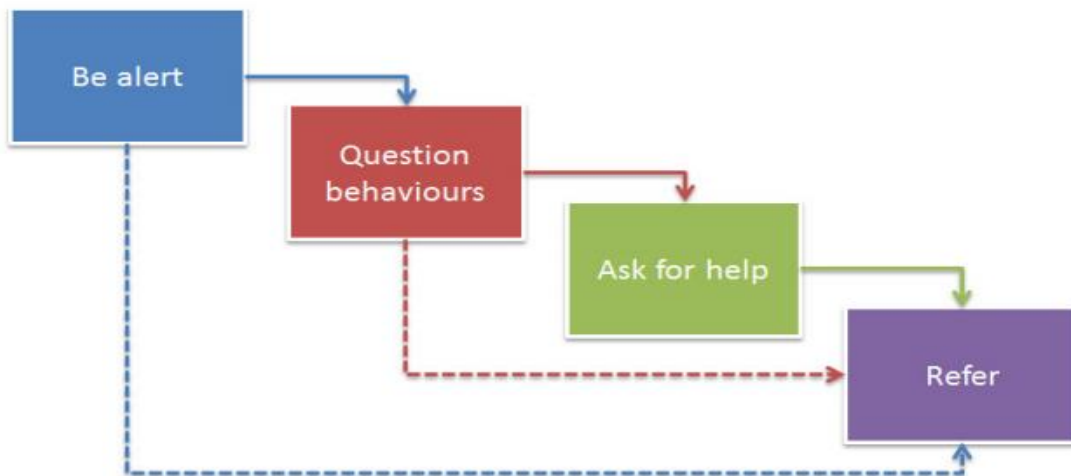 Be alert
Question
behaviours
Ask for help
Refer